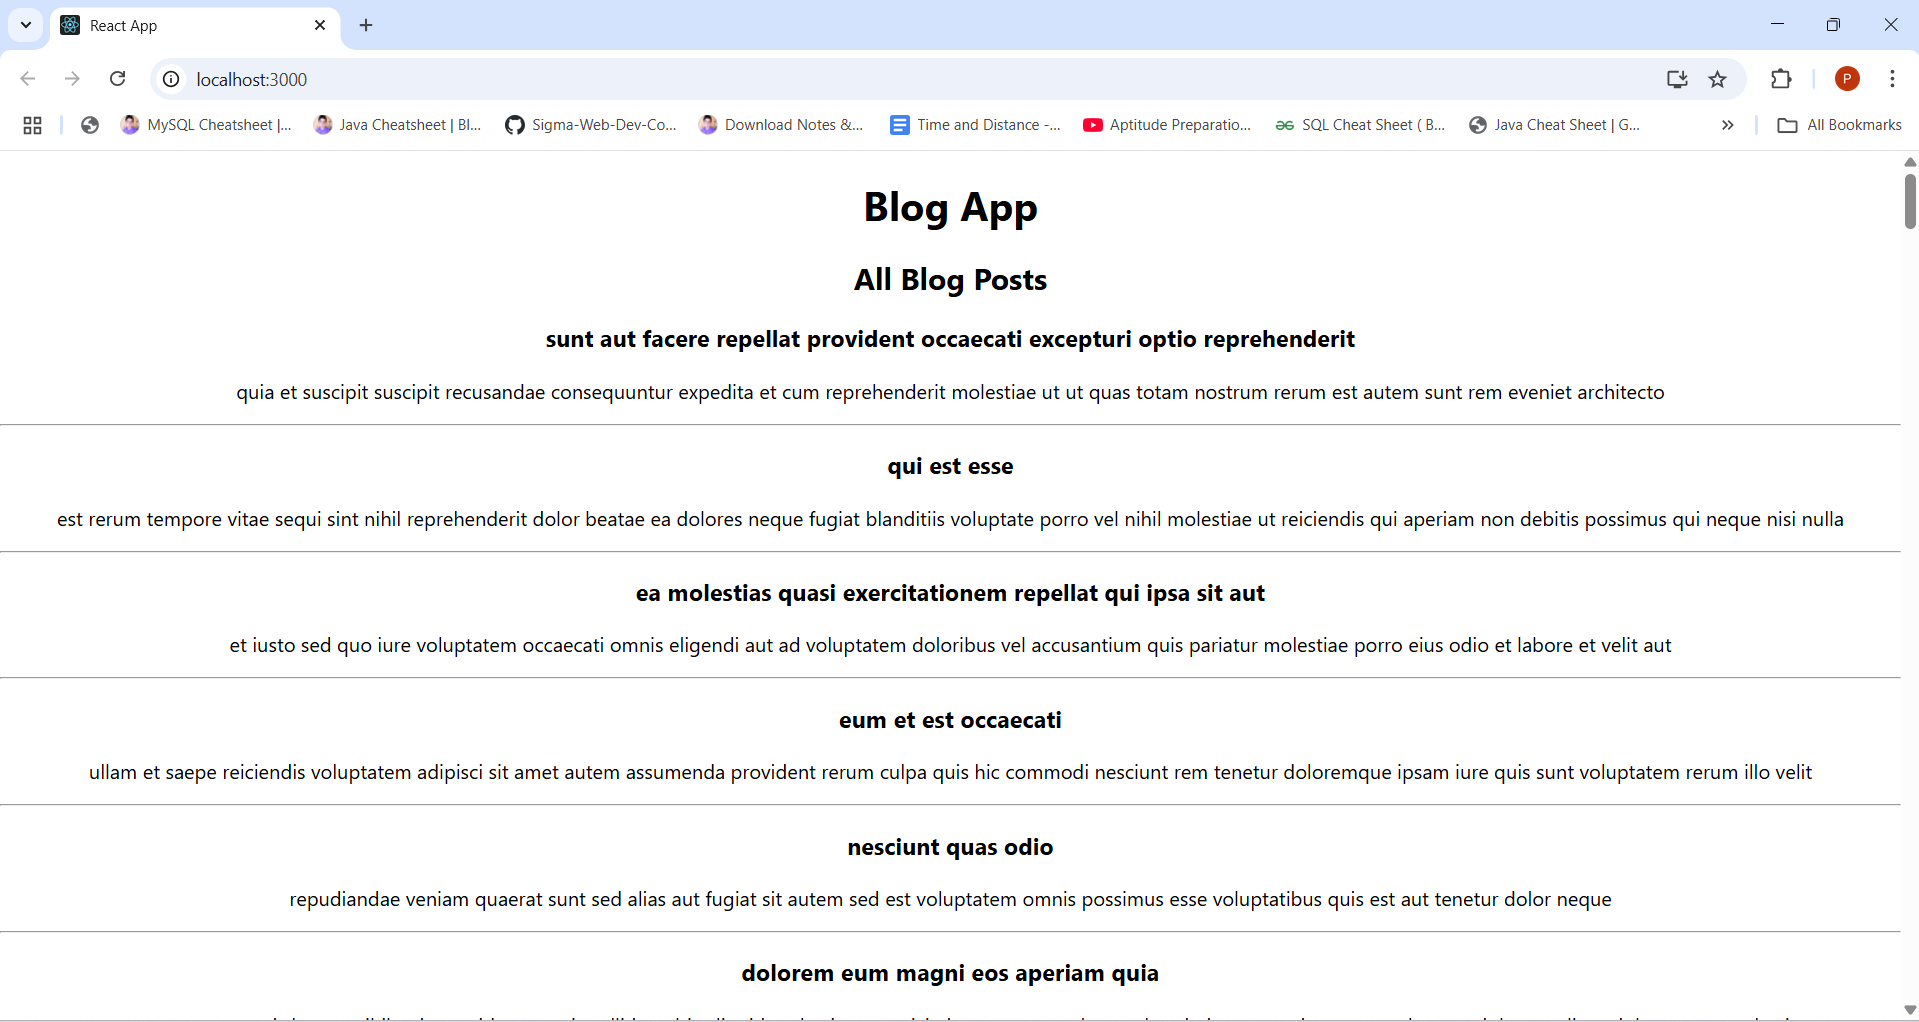 React App
localhost:3000
MySQL Cheatsheet |...
Java Cheatsheet | Bl...
Sigma-Web-Dev-Co...
Download Notes &...
Time and Distance -...
Aptitude Preparatio...
SQL Cheat Sheet ( B...
Java Cheat Sheet | G...
All Bookmarks
P
Blog App
All Blog Posts
sunt aut facere repellat provident occaecati excepturi optio reprehenderit
quia et suscipit suscipit recusandae consequuntur expedita et cum reprehenderit molestiae ut ut quas totam nostrum rerum est autem sunt rem eveniet architecto
qui est esse
est rerum tempore vitae sequi sint nihil reprehenderit dolor beatae ea dolores neque fugiat blanditiis voluptate porro vel nihil molestiae ut reiciendis qui aperiam non debitis possimus qui neque nisi nulla
ea molestias quasi exercitationem repellat qui ipsa sit aut
et iusto sed quo iure voluptatem occaecati omnis eligendi aut ad voluptatem doloribus vel accusantium quis pariatur molestiae porro eius odio et labore et velit aut
eum et est occaecati
ullam et saepe reiciendis voluptatem adipisci sit amet autem assumenda provident rerum culpa quis hic commodi nesciunt rem tenetur doloremque ipsam iure quis sunt voluptatem rerum illo velit
nesciunt quas odio
repudiandae veniam quaerat sunt sed alias aut fugiat sit autem sed est voluptatem omnis possimus esse voluptatibus quis est aut tenetur dolor neque
dolorem eum magni eos aperiam quia